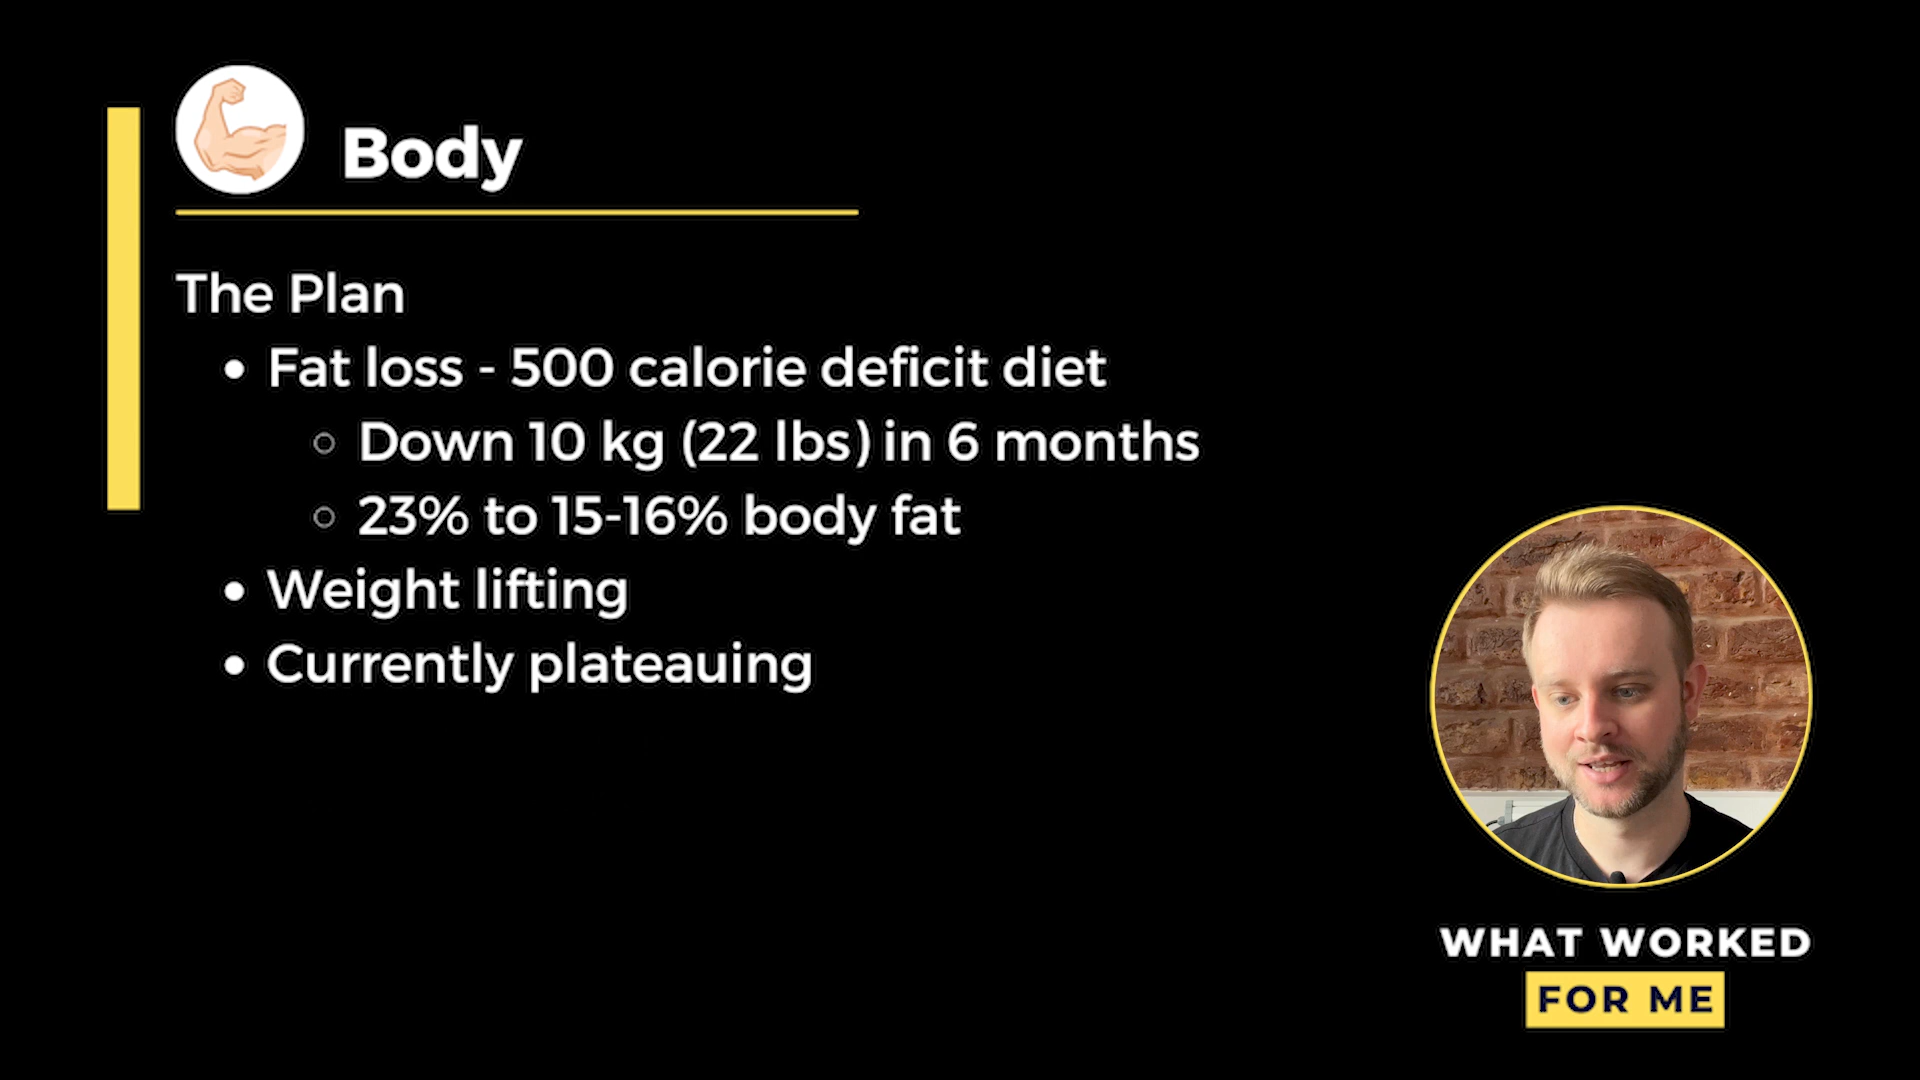 Body
The Plan
• Fat loss - 500 calorie deficit diet
○ Down 10 kg (22 lbs) in 6 months
○ 23% to 15-16% body fat
• Weight lifting
• Currently plateauing
WHAT WORKED
FOR ME